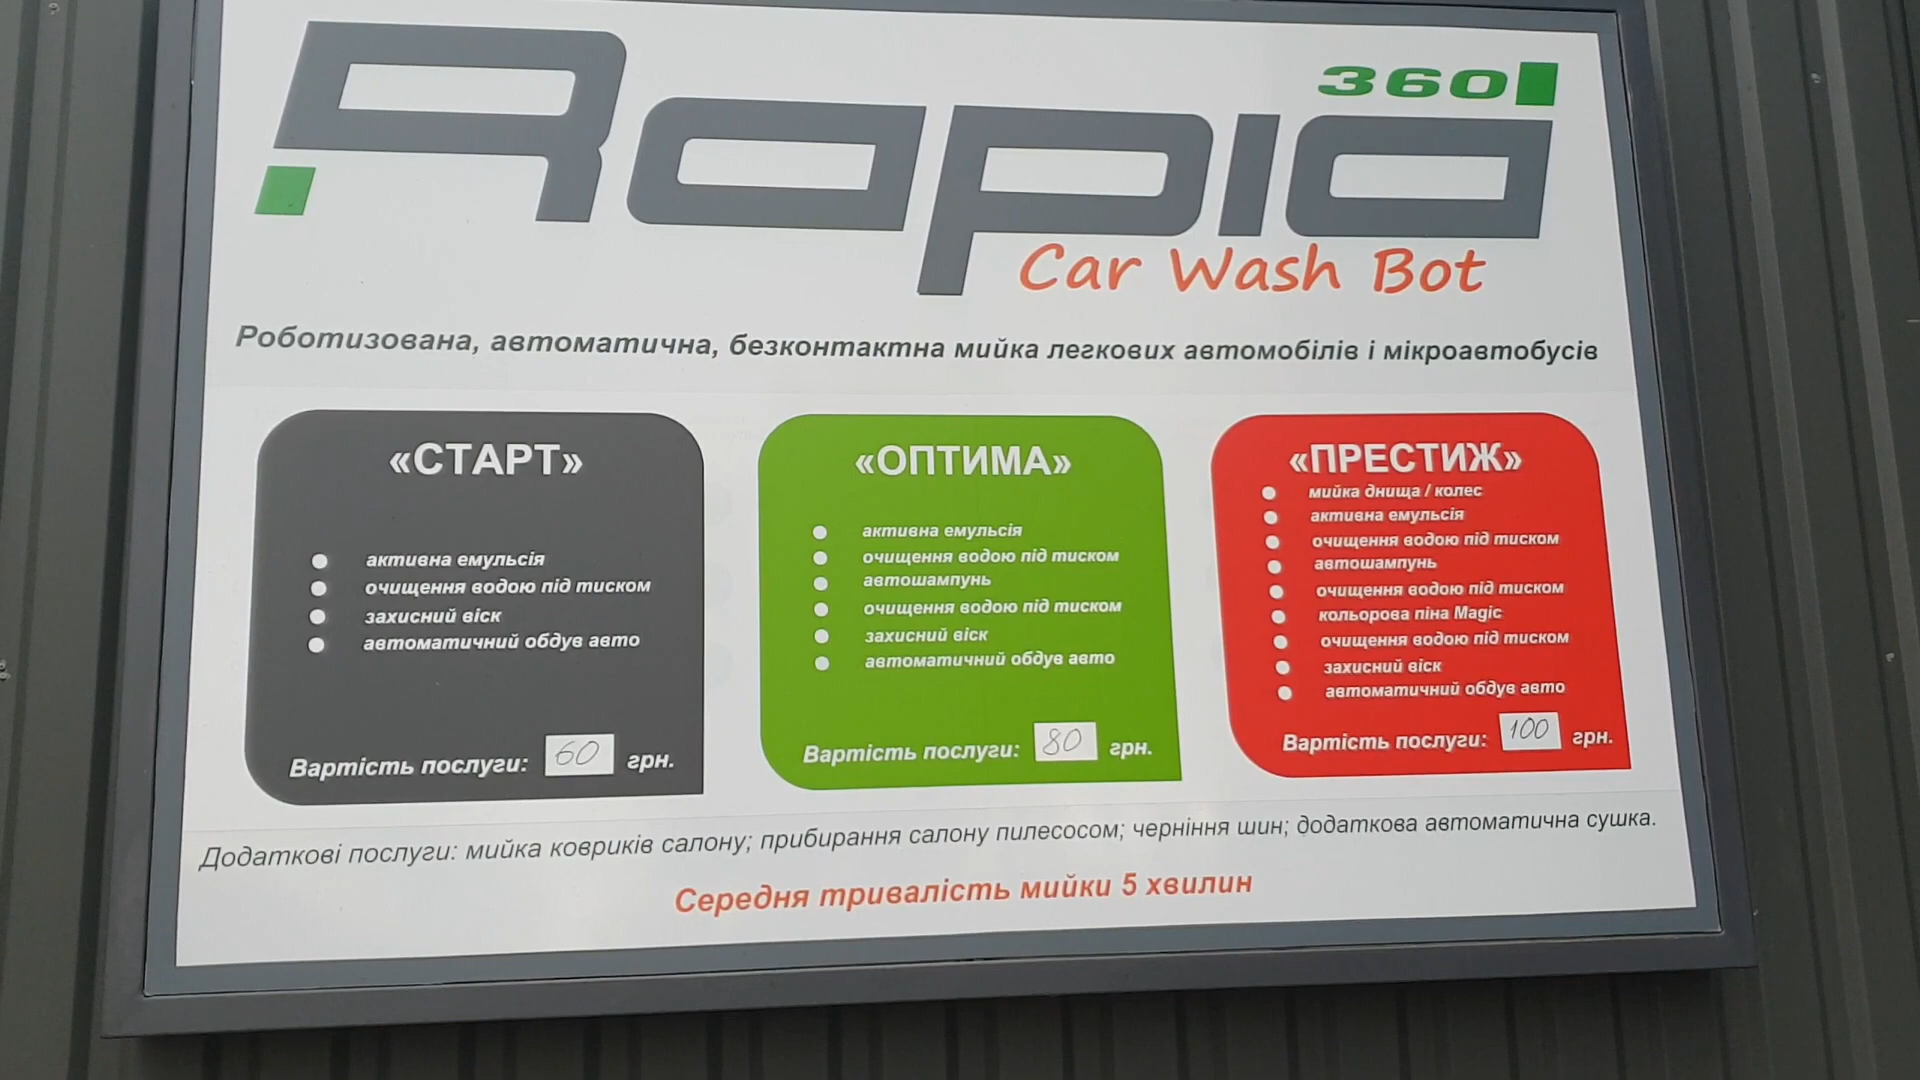 Rapid
360
Car Wash Bot
Роботизована, автоматична, безконтактна мийка легкових автомобілів і мікроавтобусів
«СТАРТ»
активна емульсія
очищення водою під тиском
захисний віск
автоматичний обдув авто
Вартість послуги: 60 грн.
«ОПТИМА»
активна емульсія
очищення водою під тиском
автошампунь
очищення водою під тиском
захисний віск
автоматичний обдув авто
Вартість послуги: 80 грн.
«ПРЕСТИЖ»
мийка днища / колес
активна емульсія
очищення водою під тиском
автошампунь
очищення водою під тиском
кольорова піна Magic
очищення водою під тиском
захисний віск
автоматичний обдув авто
Вартість послуги: 100 грн.
Додаткові послуги: мийка ковриків салону; прибирання салону пилесосом; черніння шин; додаткова автоматична сушка.
Середня тривалість мийки 5 хвилин